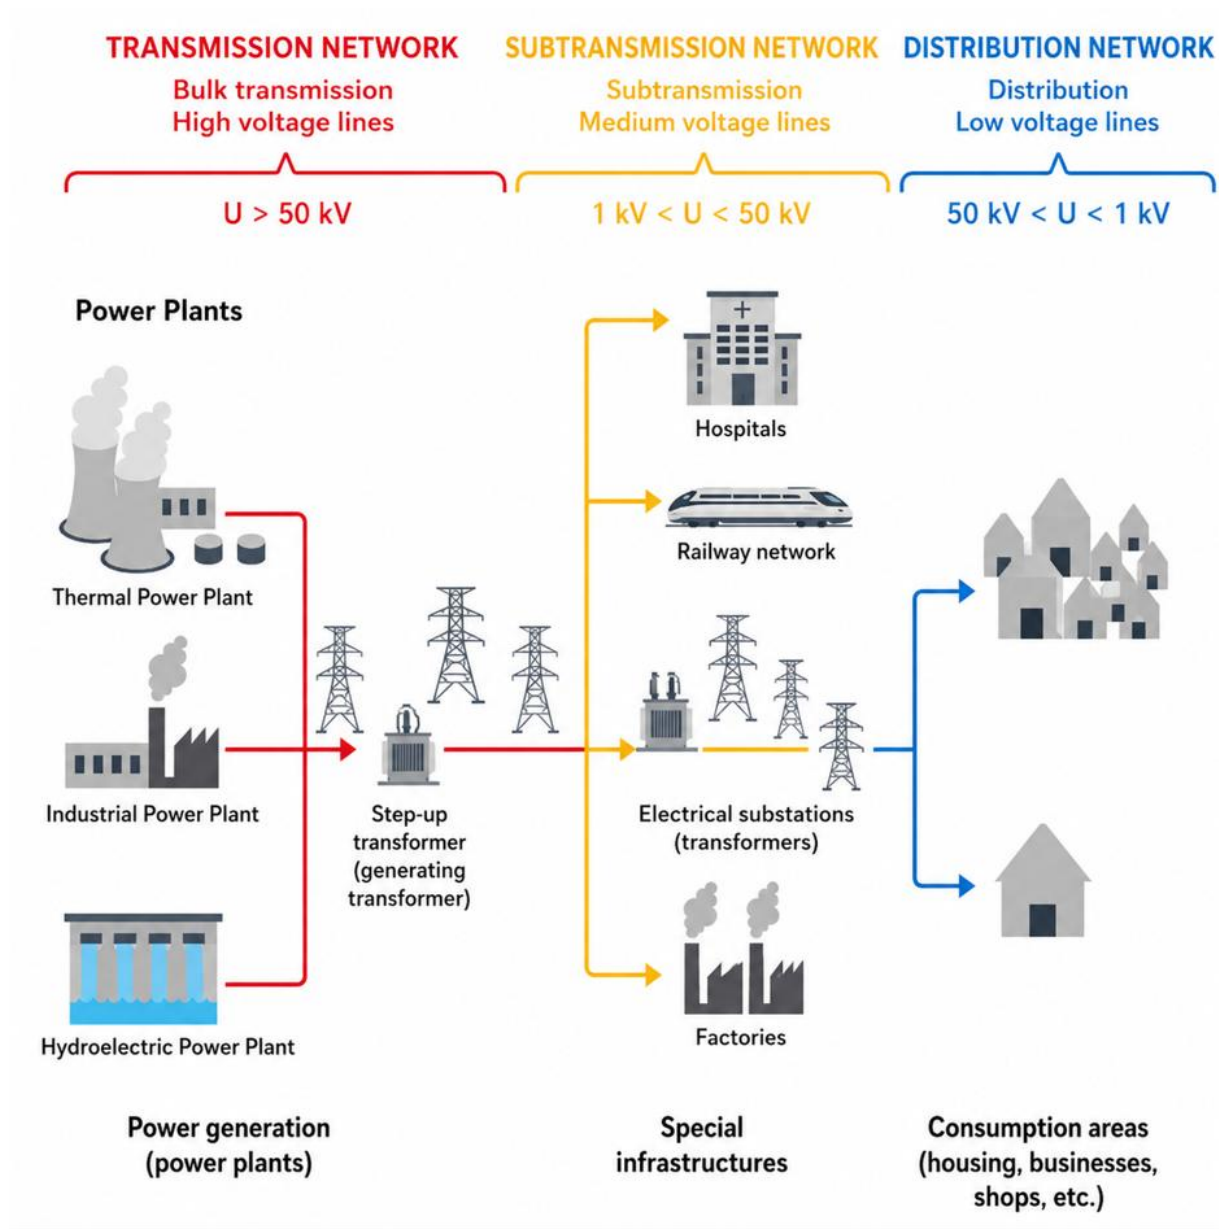 TRANSMISSION NETWORK
Bulk transmission
High voltage lines
U > 50 kV
SUBTRANSMISSION NETWORK
Subtransmission
Medium voltage lines
1 kV < U < 50 kV
DISTRIBUTION NETWORK
Distribution
Low voltage lines
50 kV < U < 1 kV
Power Plants
Thermal Power Plant
Industrial Power Plant
Hydroelectric Power Plant
Step-up
transformer
(generating
transformer)
Hospitals
Railway network
Electrical substations
(transformers)
Factories
Power generation
(power plants)
Special
infrastructures
Consumption areas
(housing, businesses,
shops, etc.)